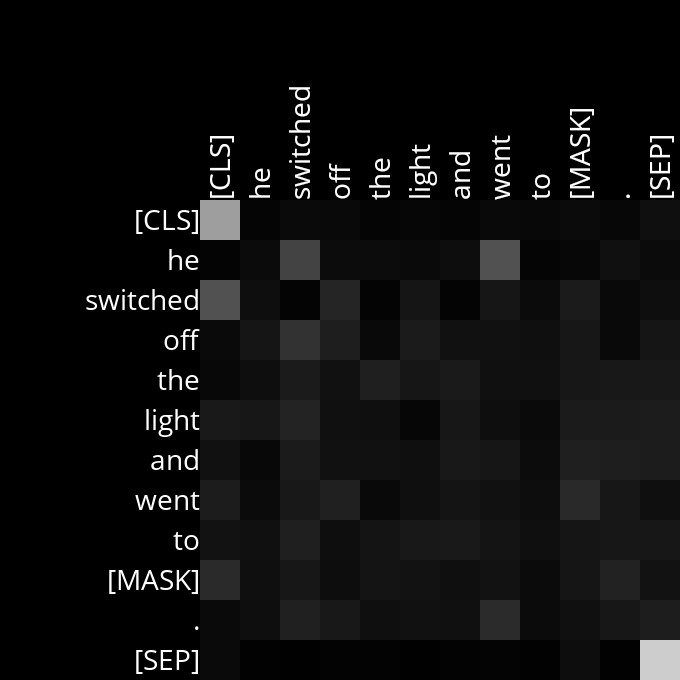 [CLS] he switched off the light and went to [MASK] . [SEP]
[CLS]
he
switched
off
the
light
and
went
to
[MASK]
.
[SEP]